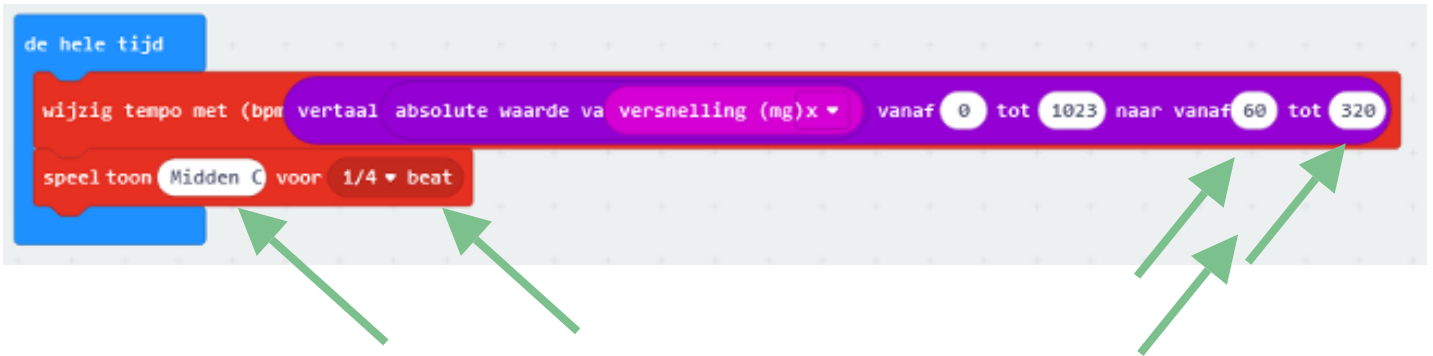 de hele tijd
wijzig tempo met (bpm vertaal absolute waarde va versnelling (mg) x vanaf 0 tot 1023 naar vanaf 60 tot 320
speel toon Midden C voor 1/4 beat